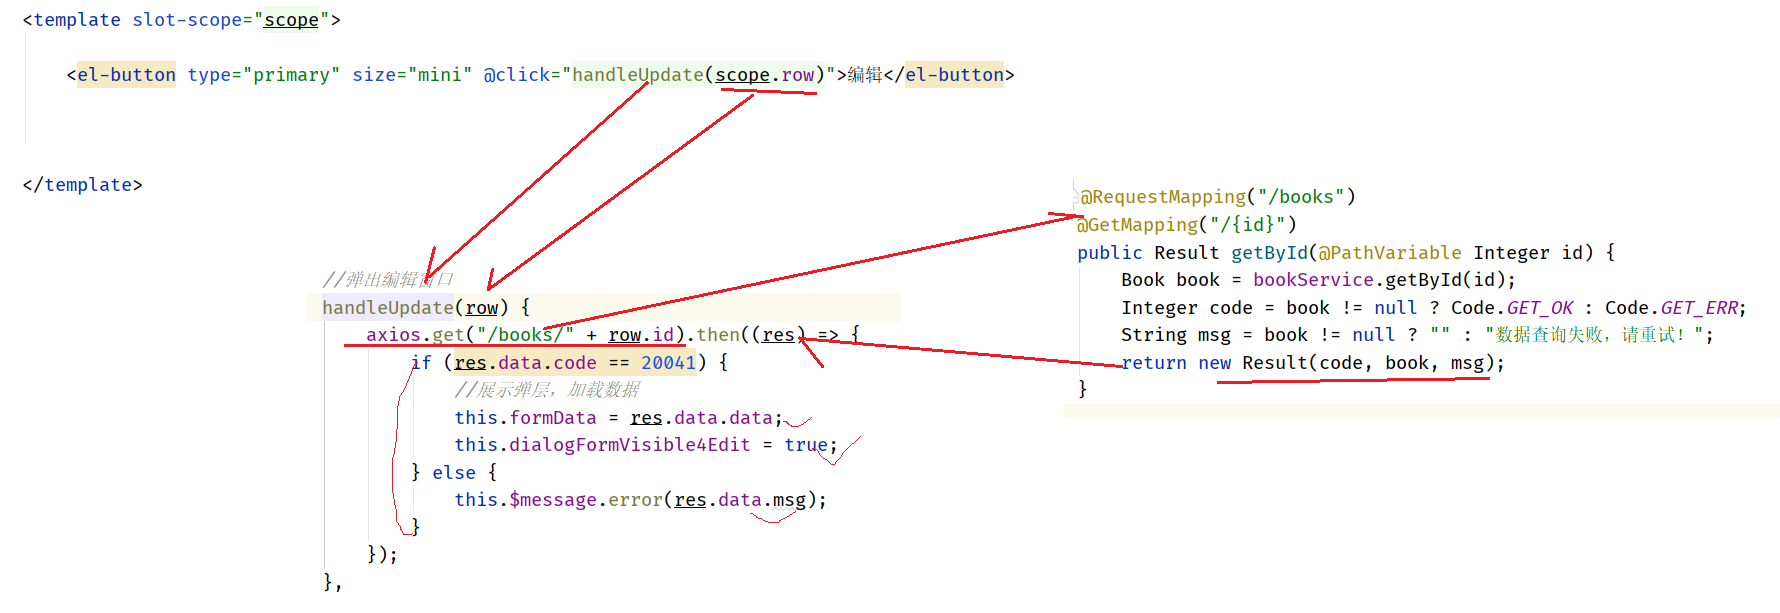 <template slot-scope="scope">
<el-button type="primary" size="mini" @click="handleUpdate(scope.row)">编辑</el-button>
</template>
//弹出编辑窗口
handleUpdate(row) {
axios.get("/books/" + row.id).then((res) => {
if (res.data.code == 20041) {
//展示弹层，加载数据
this.formData = res.data.data;
this.dialogFormVisible4Edit = true;
} else {
this.$message.error(res.data.msg);
}
});
},
@RequestMapping("/books")
@GetMapping("/{id}")
public Result getById(@PathVariable Integer id) {
Book book = bookService.getById(id);
Integer code = book != null ? Code.GET_OK : Code.GET_ERR;
String msg = book != null ? "" : "数据查询失败，请重试！";
return new Result(code, book, msg);
}